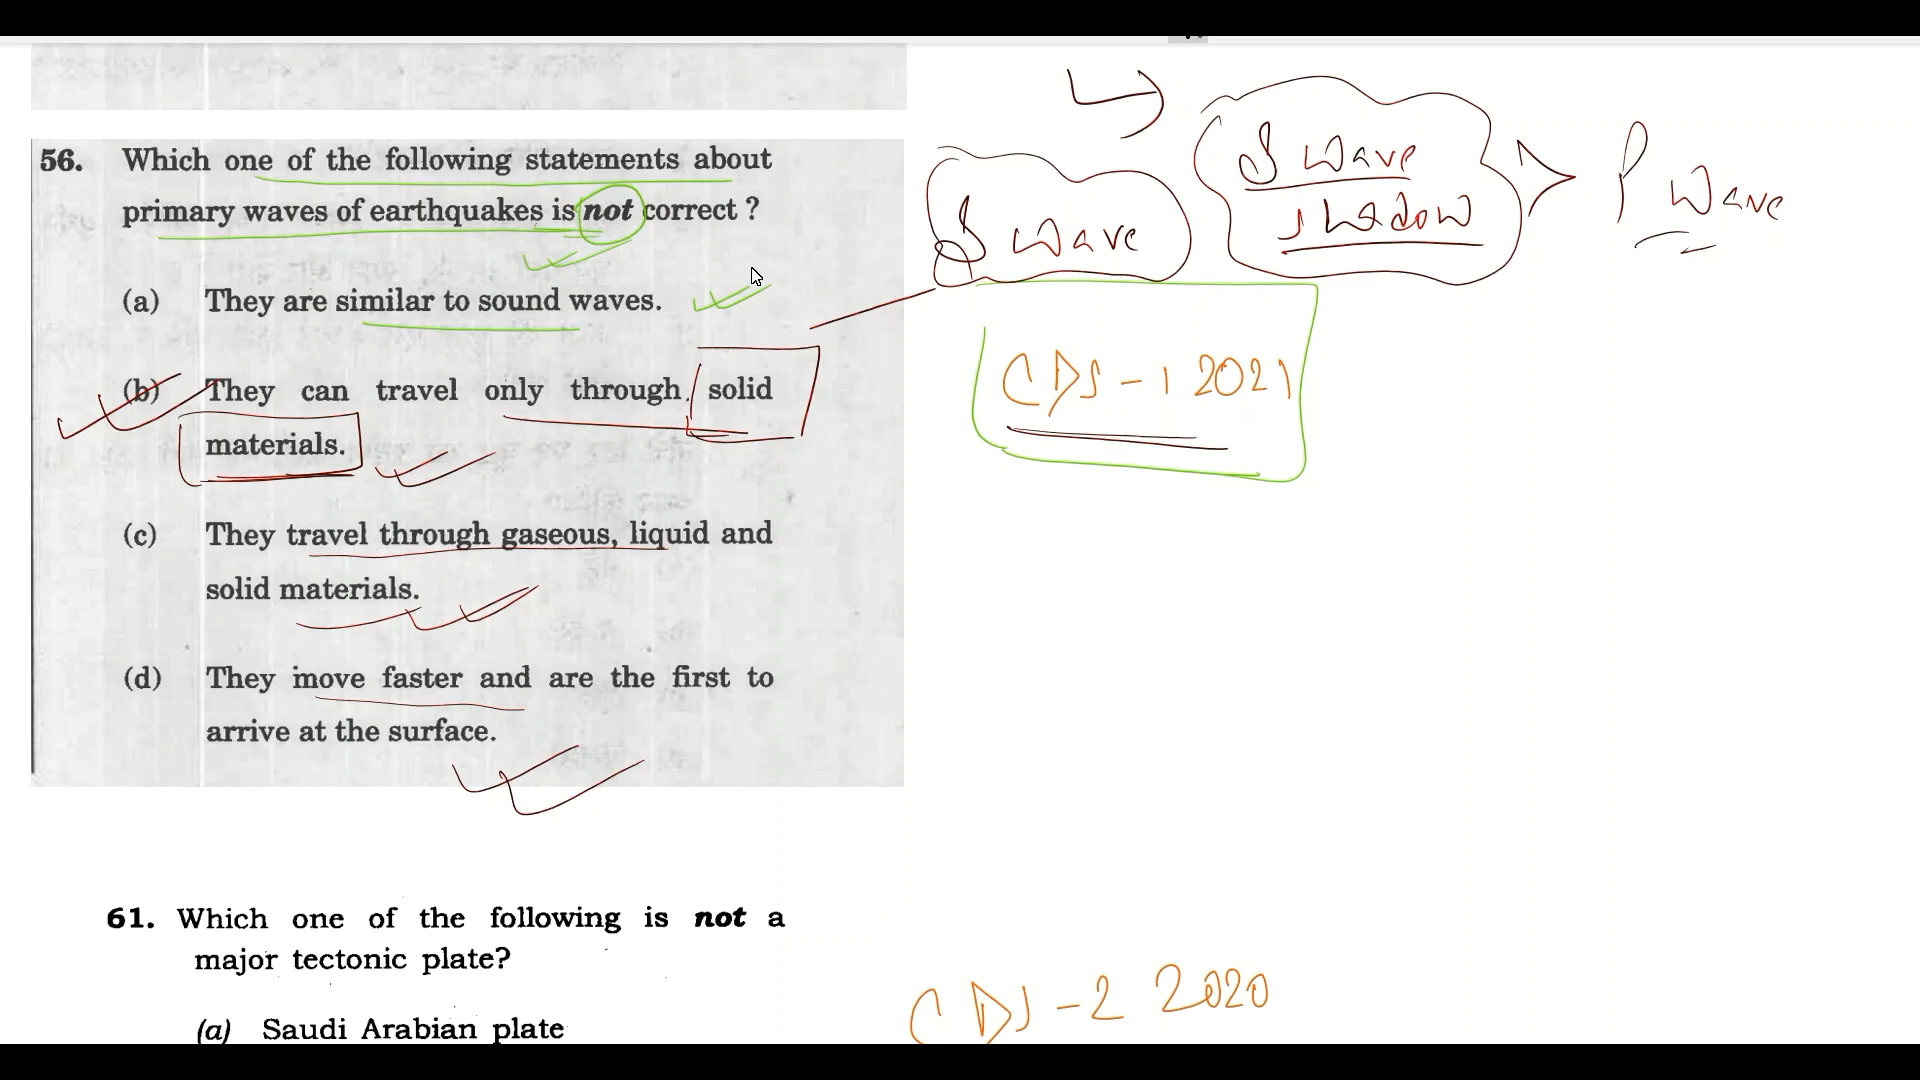 56. Which one of the following statements about
primary waves of earthquakes is not correct ?
(a) They are similar to sound waves.
(b) They can travel only through solid
materials.
(c) They travel through gaseous, liquid and
solid materials.
(d) They move faster and are the first to
arrive at the surface.
S wave
S wave
shadow
P wave
CDS-1 2021
61. Which one of the following is not a
major tectonic plate?
(a) Saudi Arabian plate
CDS-2 2020